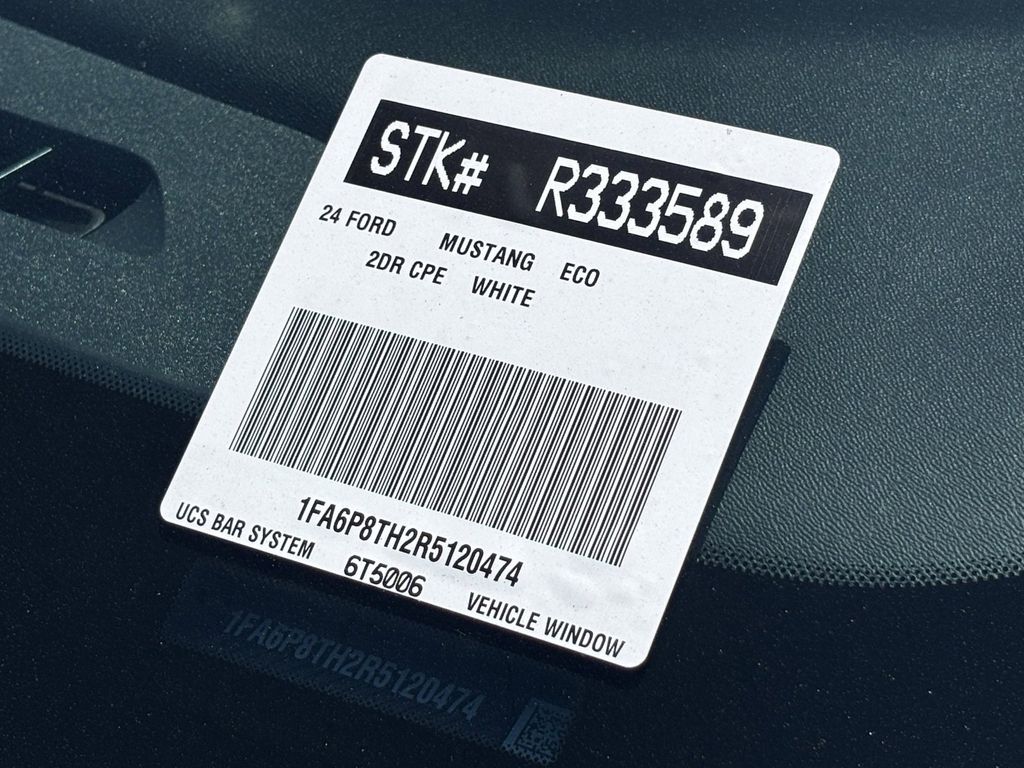 STK# R333589
24 FORD MUSTANG ECO
2DR CPE WHITE
1FA6P8TH2R5120474
UCS BAR SYSTEM 6T5006 VEHICLE WINDOW
1FA6P8TH2R5120474